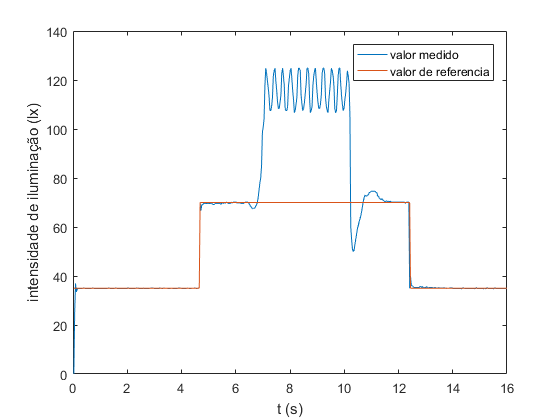 140
120
100
80
60
40
20
0
intensidade de iluminação (lx)
valor medido
valor de referencia
0 2 4 6 8 10 12 14 16
t (s)